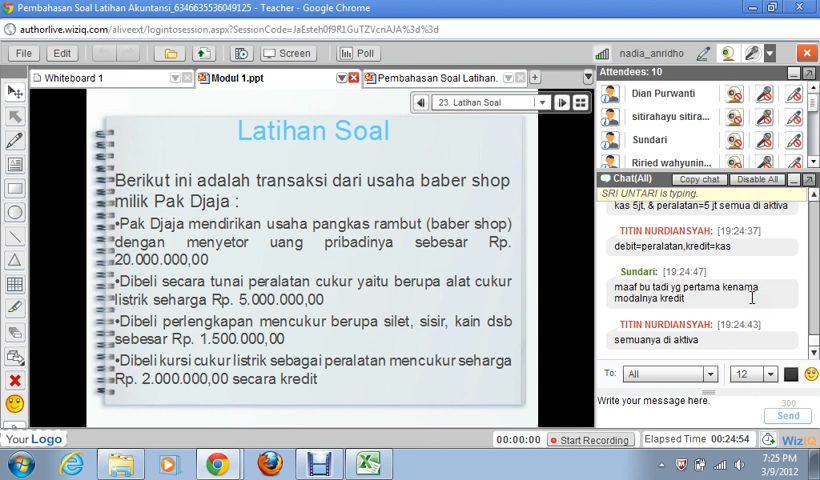 Pembahasan Soal Latihan Akuntansi_6346635536049125 - Teacher - Google Chrome
authorlive.wiziq.com/aliveext/logintosession.aspx?SessionCode=JaEsteh0f9R1GuTZVcnAJA%3d%3d
File
Edit
Screen
Poll
nadia_anridho
Whiteboard 1
Modul 1.ppt
Pembahasan Soal Latihan.
23. Latihan Soal
Latihan Soal
Berikut ini adalah transaksi dari usaha baber shop
milik Pak Djaja :
•Pak Djaja mendirikan usaha pangkas rambut (baber shop)
dengan menyetor uang pribadinya sebesar Rp.
20.000.000,00
•Dibeli secara tunai peralatan cukur yaitu berupa alat cukur
listrik seharga Rp. 5.000.000,00
•Dibeli perlengkapan mencukur berupa silet, sisir, kain dsb
sebesar Rp. 1.500.000,00
•Dibeli kursi cukur listrik sebagai peralatan mencukur seharga
Rp. 2.000.000,00 secara kredit
Attendees: 10
Dian Purwanti
sitirahayu sitira...
Sundari
Riried wahyunin...
Chat(All)
Copy chat
Disable All
SRI UNTARI is typing.
kas 5jt, & peralatan=5 jt semua di aktiva
TITIN NURDIANSYAH: [19:24:37]
debit=peralatan,kredit=kas
Sundari: [19:24:47]
maaf bu tadi yg pertama kenama
modalnya kredit
TITIN NURDIANSYAH: [19:24:43]
semuanya di aktiva
To:
All
12
Write your message here.
300
Send
Your Logo
00:00:00
Start Recording
Elapsed Time 00:24:54
WizIQ
7:25 PM
3/9/2012